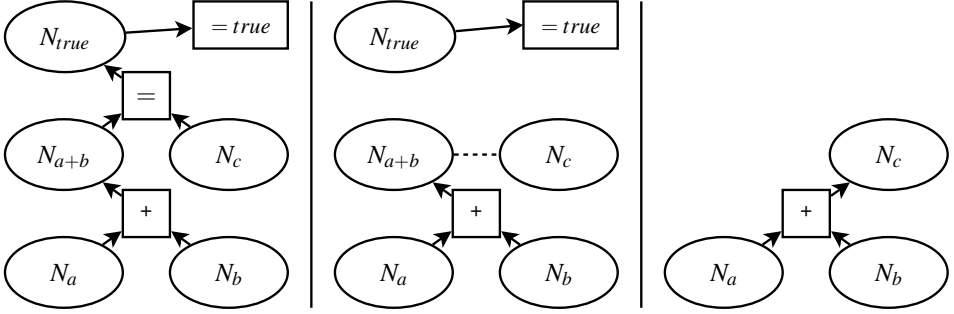 N_true = true
=
N_a+b N_c
+
N_a N_b
N_true = true
N_a+b N_c
+
N_a N_b
N_c
+
N_a N_b